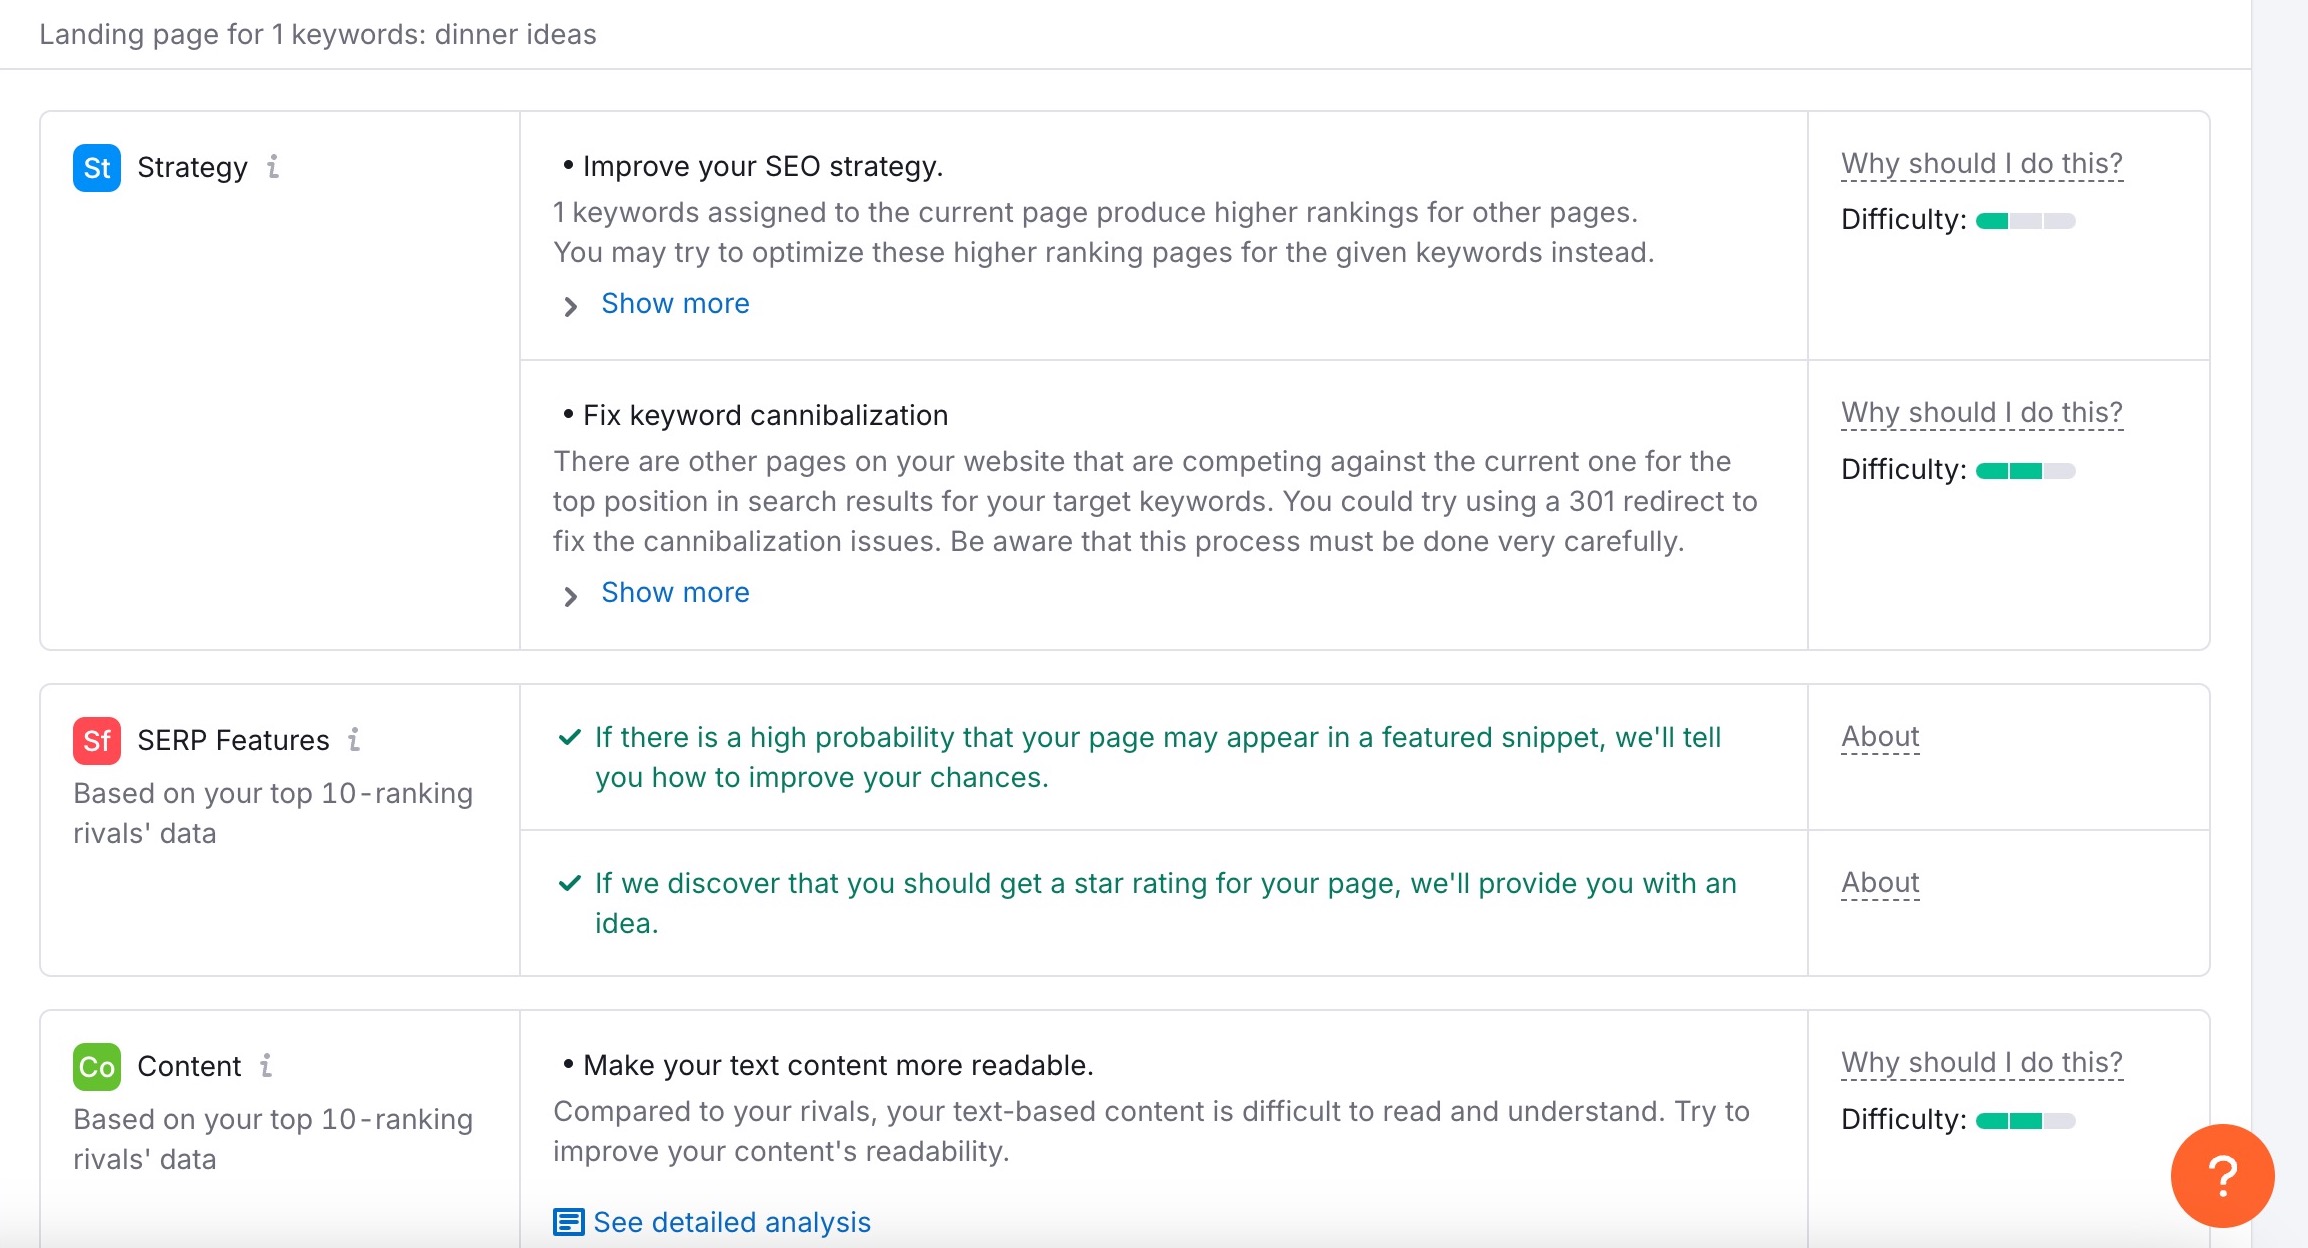 Landing page for 1 keywords: dinner ideas
St Strategy i
• Improve your SEO strategy.
1 keywords assigned to the current page produce higher rankings for other pages.
You may try to optimize these higher ranking pages for the given keywords instead.
Show more
Why should I do this?
Difficulty:
• Fix keyword cannibalization
There are other pages on your website that are competing against the current one for the
top position in search results for your target keywords. You could try using a 301 redirect to
fix the cannibalization issues. Be aware that this process must be done very carefully.
Show more
Why should I do this?
Difficulty:
Sf SERP Features i
Based on your top 10-ranking
rivals' data
If there is a high probability that your page may appear in a featured snippet, we'll tell
you how to improve your chances.
About
If we discover that you should get a star rating for your page, we'll provide you with an
idea.
About
Co Content i
Based on your top 10-ranking
rivals' data
• Make your text content more readable.
Compared to your rivals, your text-based content is difficult to read and understand. Try to
improve your content's readability.
See detailed analysis
Why should I do this?
Difficulty:
?